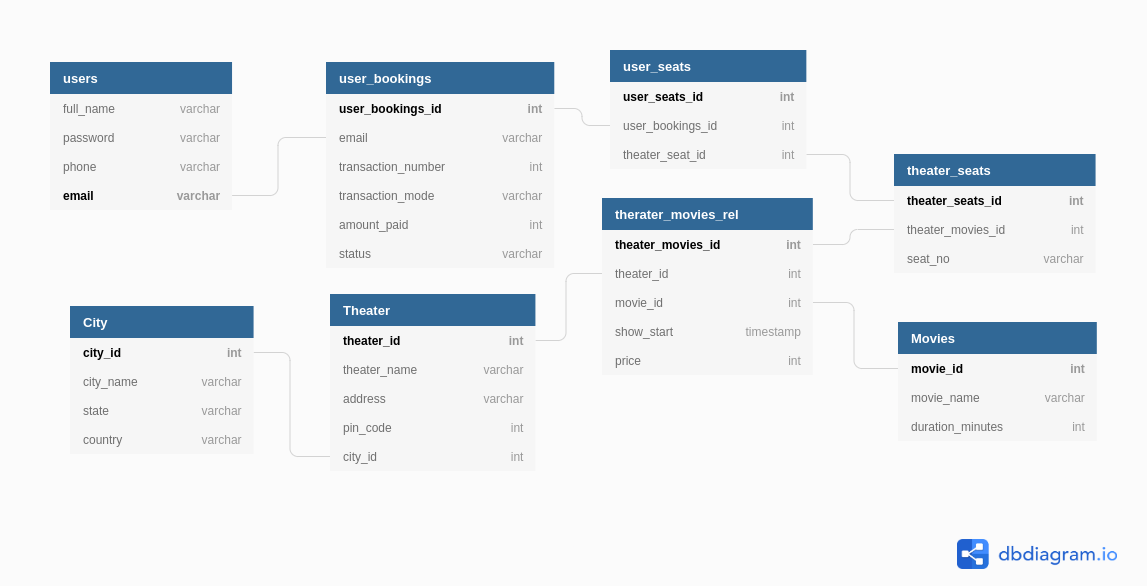 users
full_name varchar
password varchar
phone varchar
email varchar
user_bookings
user_bookings_id int
email varchar
transaction_number int
transaction_mode varchar
amount_paid int
status varchar
user_seats
user_seats_id int
user_bookings_id int
theater_seat_id int
theater_seats
theater_seats_id int
theater_movies_id int
seat_no varchar
therater_movies_rel
theater_movies_id int
theater_id int
movie_id int
show_start timestamp
price int
City
city_id int
city_name varchar
state varchar
country varchar
Theater
theater_id int
theater_name varchar
address varchar
pin_code int
city_id int
Movies
movie_id int
movie_name varchar
duration_minutes int
dbdiagram.io